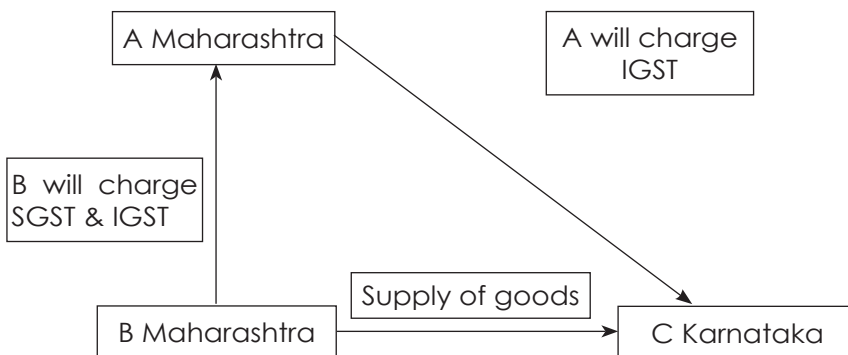 A Maharashtra
A will charge
IGST
B will charge
SGST & IGST
Supply of goods
B Maharashtra
C Karnataka